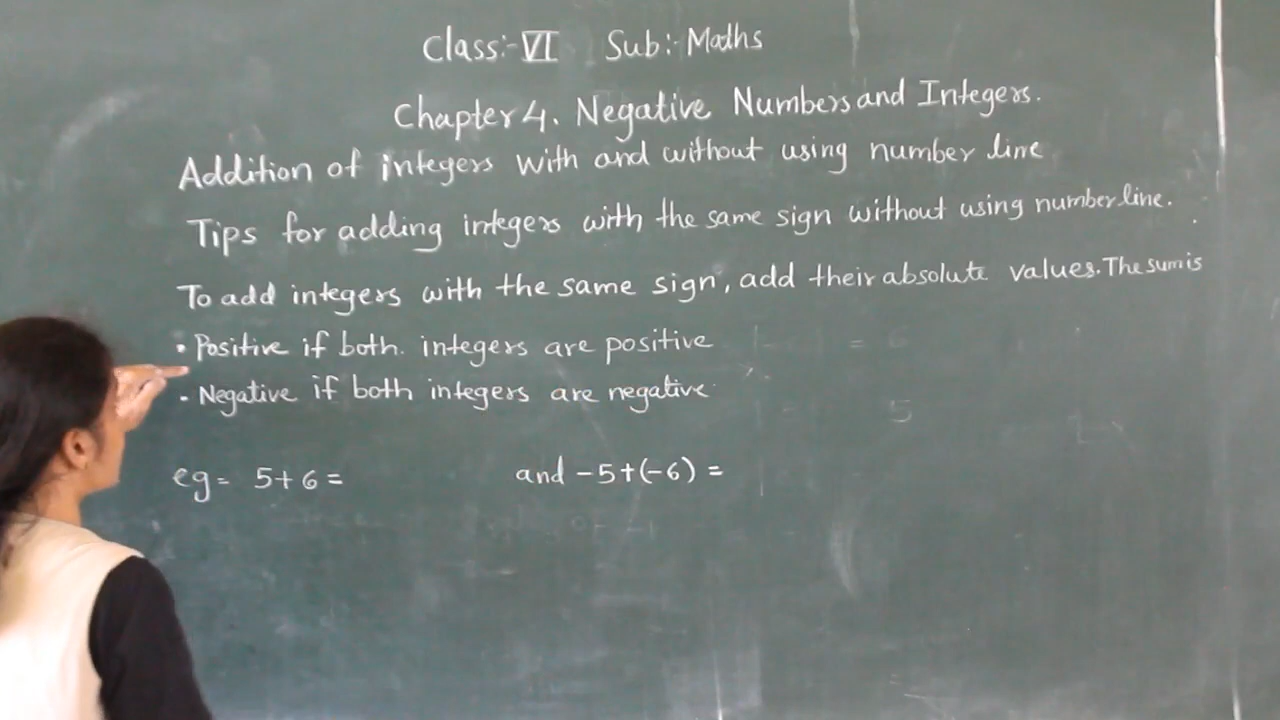 Class:- VI Sub:- Maths
Chapter 4. Negative Numbers and Integers.
Addition of integers with and without using number line
Tips for adding integers with the same sign without using number line.
To add integers with the same sign, add their absolute values. The sum is
• Positive if both. integers are positive
• Negative if both integers are negative
eg = 5+6 = and -5+(-6) =